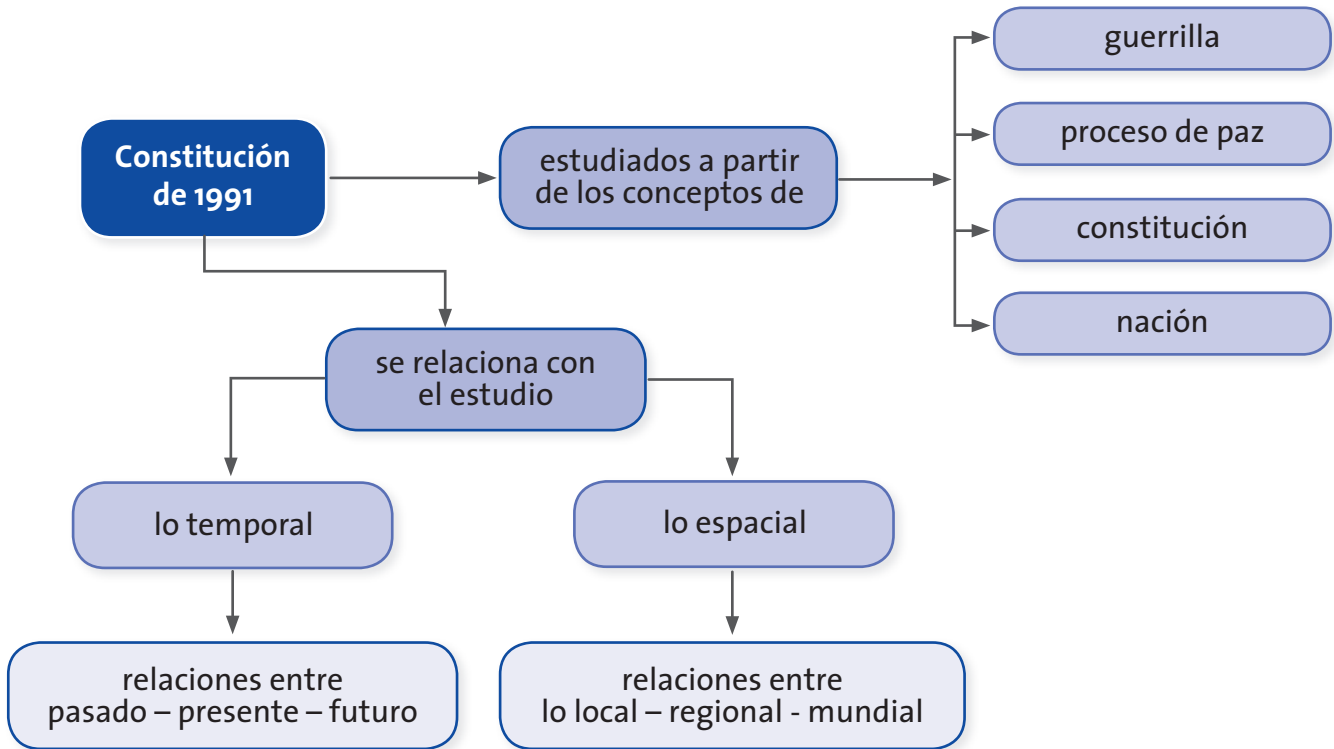 Constitución
de 1991
estudiados a partir
de los conceptos de
guerrilla
proceso de paz
constitución
nación
se relaciona con
el estudio
lo temporal
lo espacial
relaciones entre
pasado – presente – futuro
relaciones entre
lo local – regional - mundial